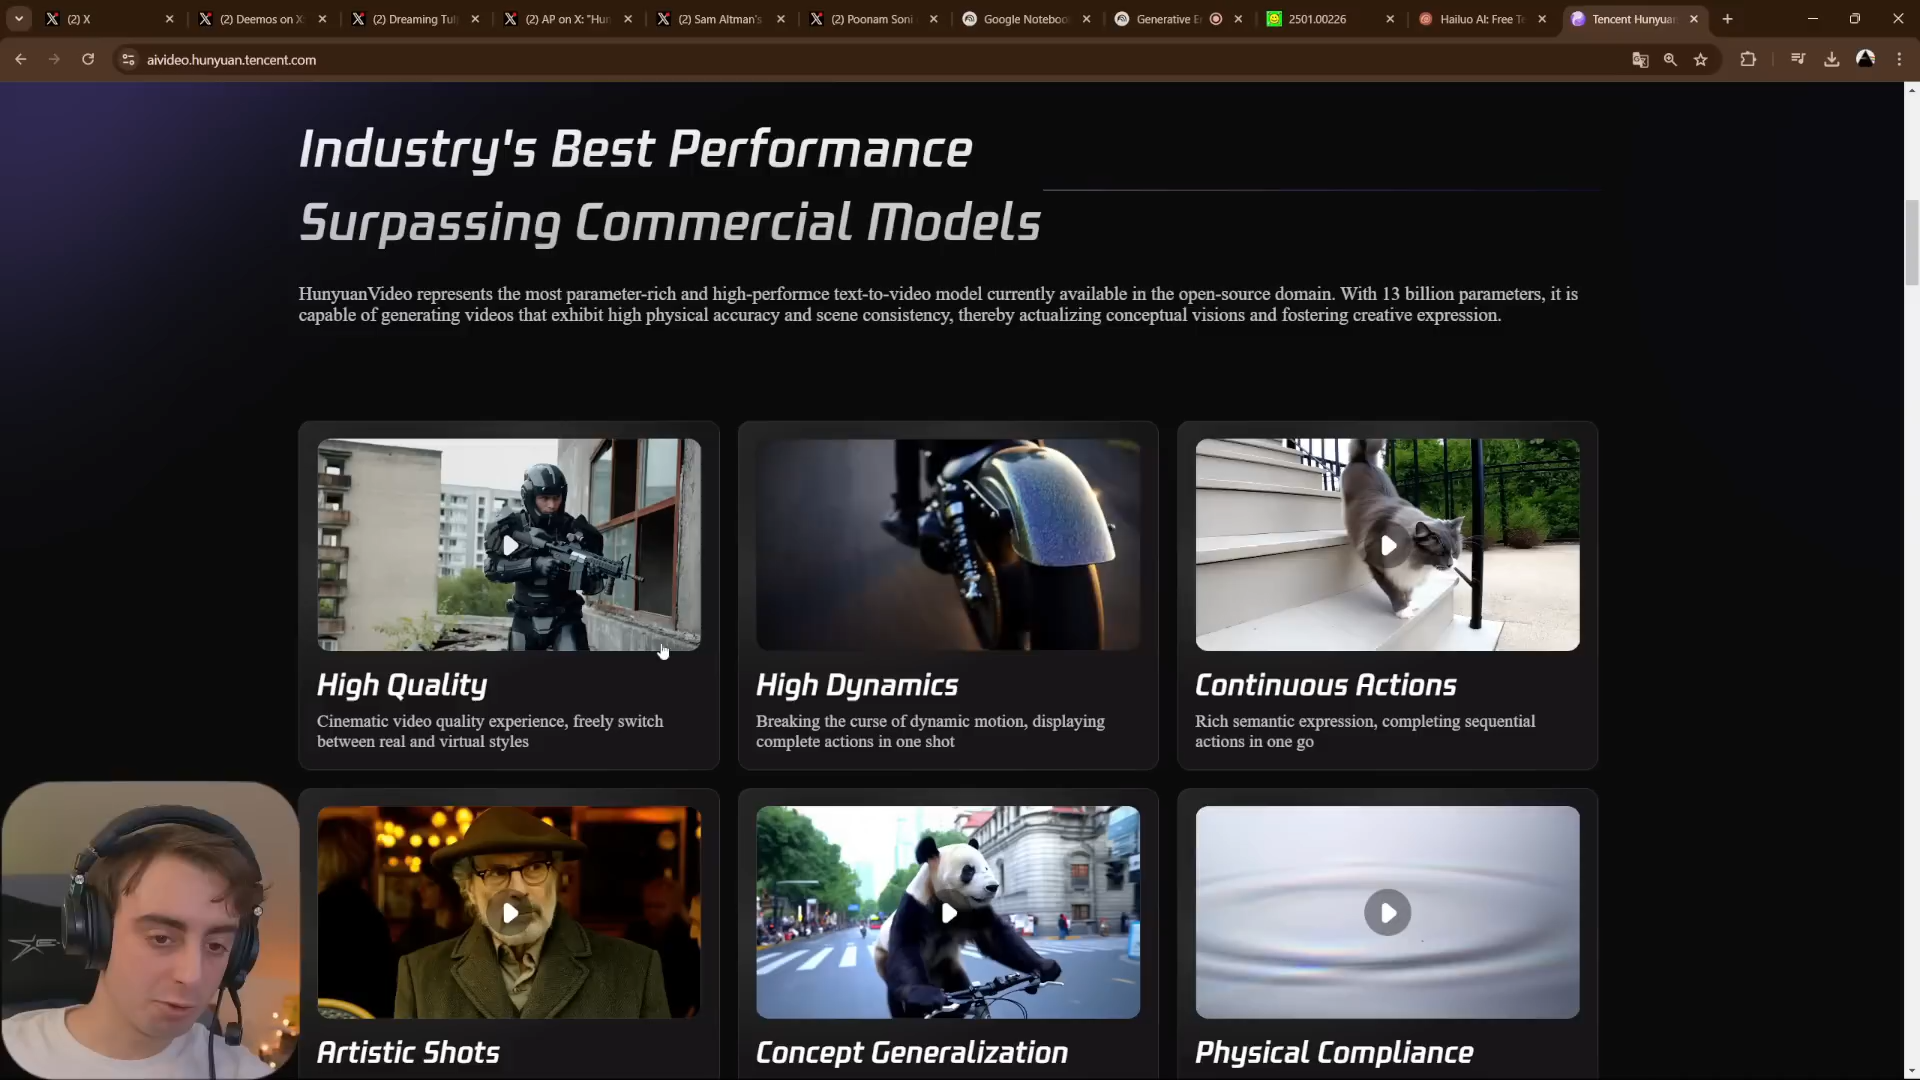 (2) X
(2) Deemos on X
(2) Dreaming Tul
(2) AP on X: "Hun
(2) Sam Altman's
(2) Poonam Soni
Google Noteboo
Generative E
2501.00226
Hailuo AI: Free Te
Tencent Hunyuan
aivideo.hunyuan.tencent.com
Industry's Best Performance
Surpassing Commercial Models
HunyuanVideo represents the most parameter-rich and high-performce text-to-video model currently available in the open-source domain. With 13 billion parameters, it is
capable of generating videos that exhibit high physical accuracy and scene consistency, thereby actualizing conceptual visions and fostering creative expression.
High Quality
Cinematic video quality experience, freely switch
between real and virtual styles
High Dynamics
Breaking the curse of dynamic motion, displaying
complete actions in one shot
Continuous Actions
Rich semantic expression, completing sequential
actions in one go
Artistic Shots
Concept Generalization
Physical Compliance